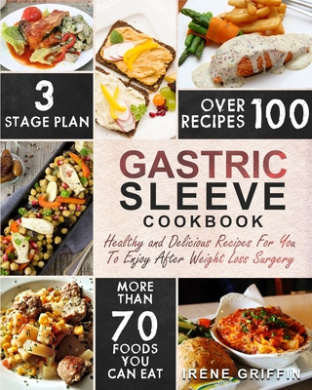 3
STAGE PLAN
OVER
RECIPES 100
GASTRIC
SLEEVE
COOKBOOK
Healthy and Delicious Recipes For You
To Enjoy After Weight Loss Surgery
MORE
THAN
70
FOODS
YOU
CAN EAT
IRENE GRIFFIN